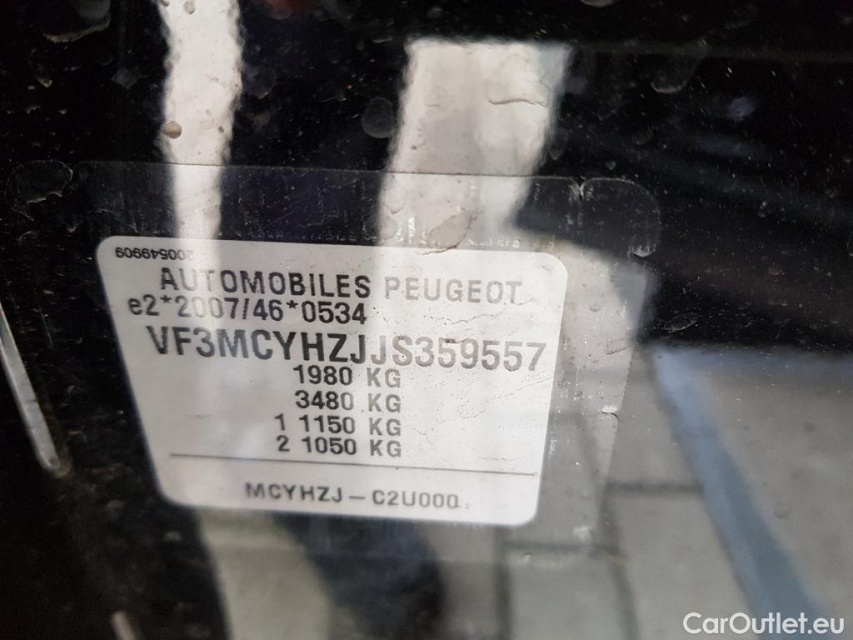 200549909
AUTOMOBILES PEUGEOT
e2*2007/46*0534
VF3MCYHZJJS359557
1980 KG
3480 KG
1 1150 KG
2 1050 KG
MCYHZJ – C2U000
CarOutlet.eu